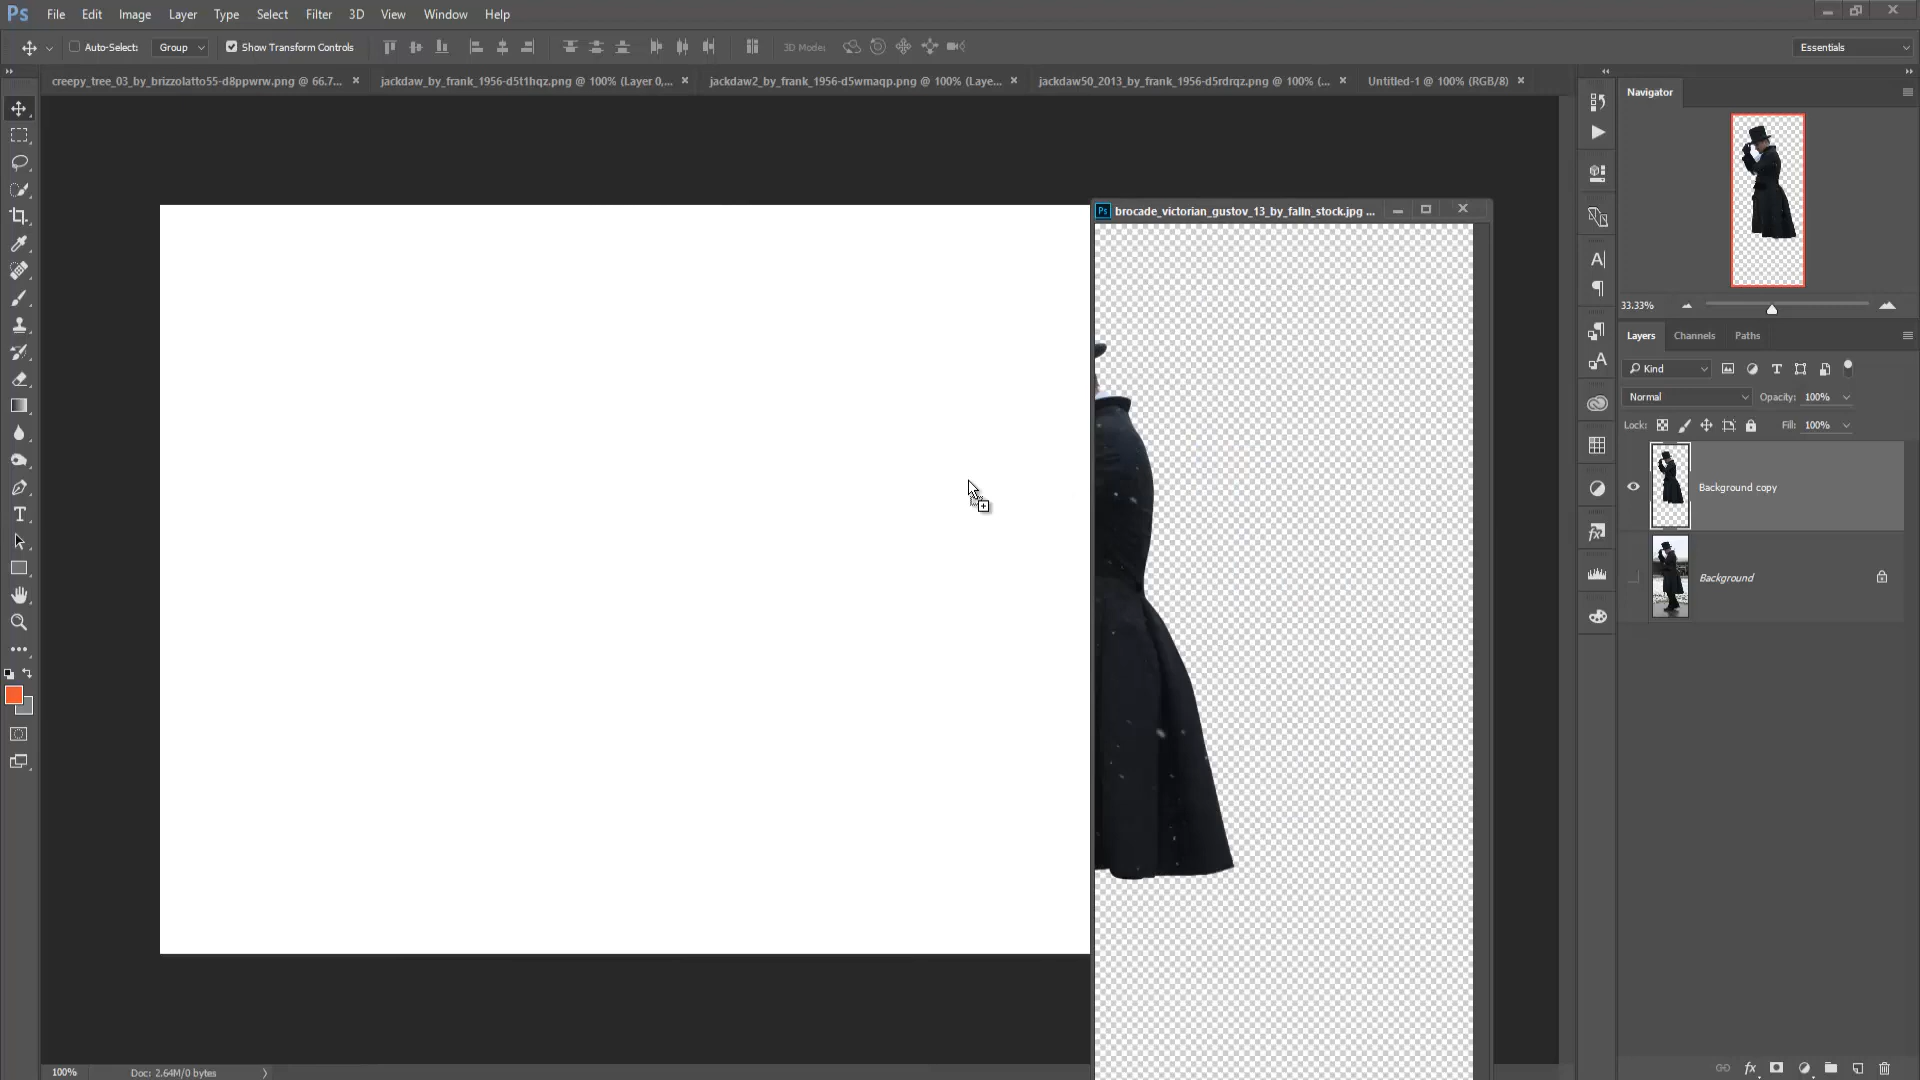 Ps File Edit Image Layer Type Select Filter 3D View Window Help
Auto-Select: Group Show Transform Controls 3D Mode: Essentials
creepy_tree_03_by_brizzolatto55-d8ppwrw.png @ 66.7... jackdaw_by_frank_1956-d5t1hqz.png @ 100% (Layer 0,... jackdaw2_by_frank_1956-d5wmaqp.png @ 100% (Laye... jackdaw50_2013_by_frank_1956-d5rdrqz.png @ 100% (... Untitled-1 @ 100% (RGB/8)
Navigator
Ps brocade_victorian_gustov_13_by_falln_stock.jpg ...
33.33%
Layers Channels Paths
Kind
Normal Opacity: 100%
Lock: Fill: 100%
Background copy
Background
100% Doc: 2.64M/0 bytes